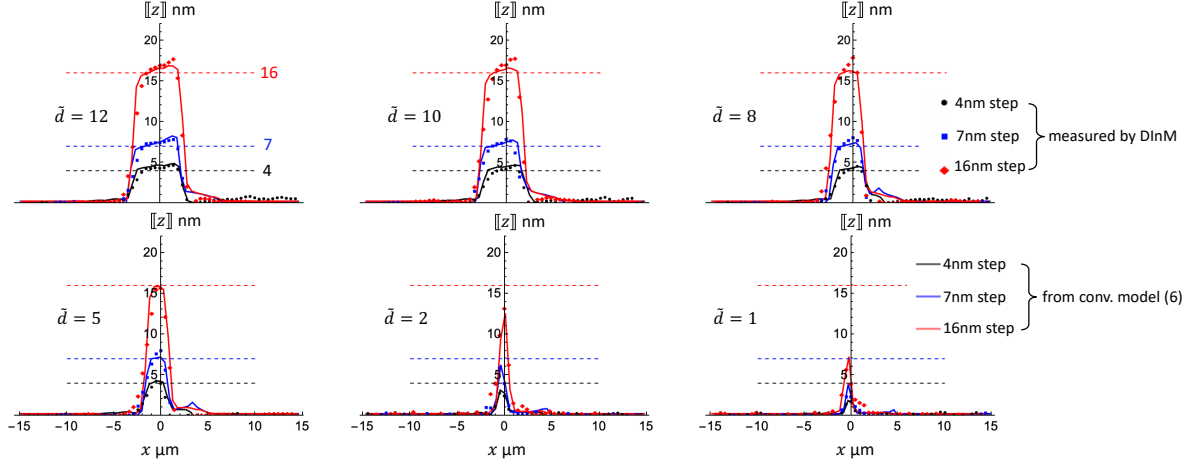 ⟦z⟧ nm
⟦z⟧ nm
⟦z⟧ nm
20
20
20
15
15
15
10
10
10
5
5
5
16
7
4
d̃ = 12
d̃ = 10
d̃ = 8
4nm step
7nm step
16nm step
measured by DInM
⟦z⟧ nm
⟦z⟧ nm
⟦z⟧ nm
20
20
20
15
15
15
10
10
10
5
5
5
d̃ = 5
d̃ = 2
d̃ = 1
4nm step
7nm step
16nm step
from conv. model (6)
−15 −10 −5 0 5 10 15
−15 −10 −5 0 5 10 15
−15 −10 −5 0 5 10 15
x μm
x μm
x μm